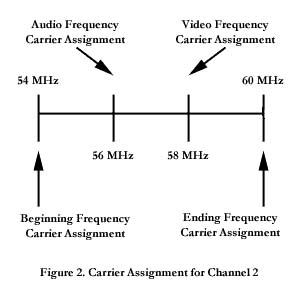 Audio Frequency
Carrier Assignment
Video Frequency
Carrier Assignment
54 MHz
60 MHz
56 MHz
58 MHz
Beginning Frequency
Carrier Assignment
Ending Frequency
Carrier Assignment
Figure 2. Carrier Assignment for Channel 2